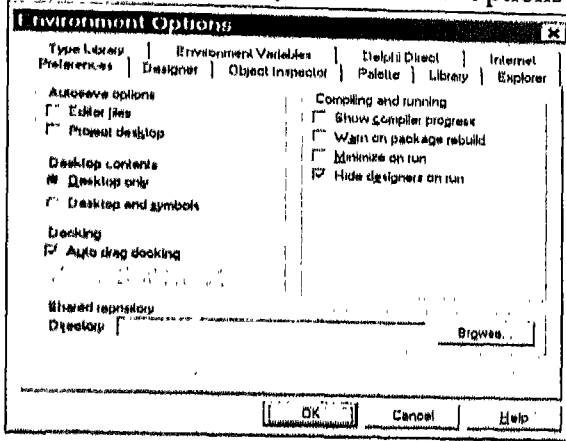 Options
Environment Options
Type Library Environment Variables Delphi Direct Internet
Preferences Designer Object Inspector Palette Library Explorer
Autosave options
Editor files
Project desktop
Desktop contents
Desktop only
Desktop and symbols
Docking
Auto drag docking
Compiling and running
Show compiler progress
Warn on package rebuild
Minimize on run
Hide designers on run
Shared repository
Directory Browse...
OK Cancel Help